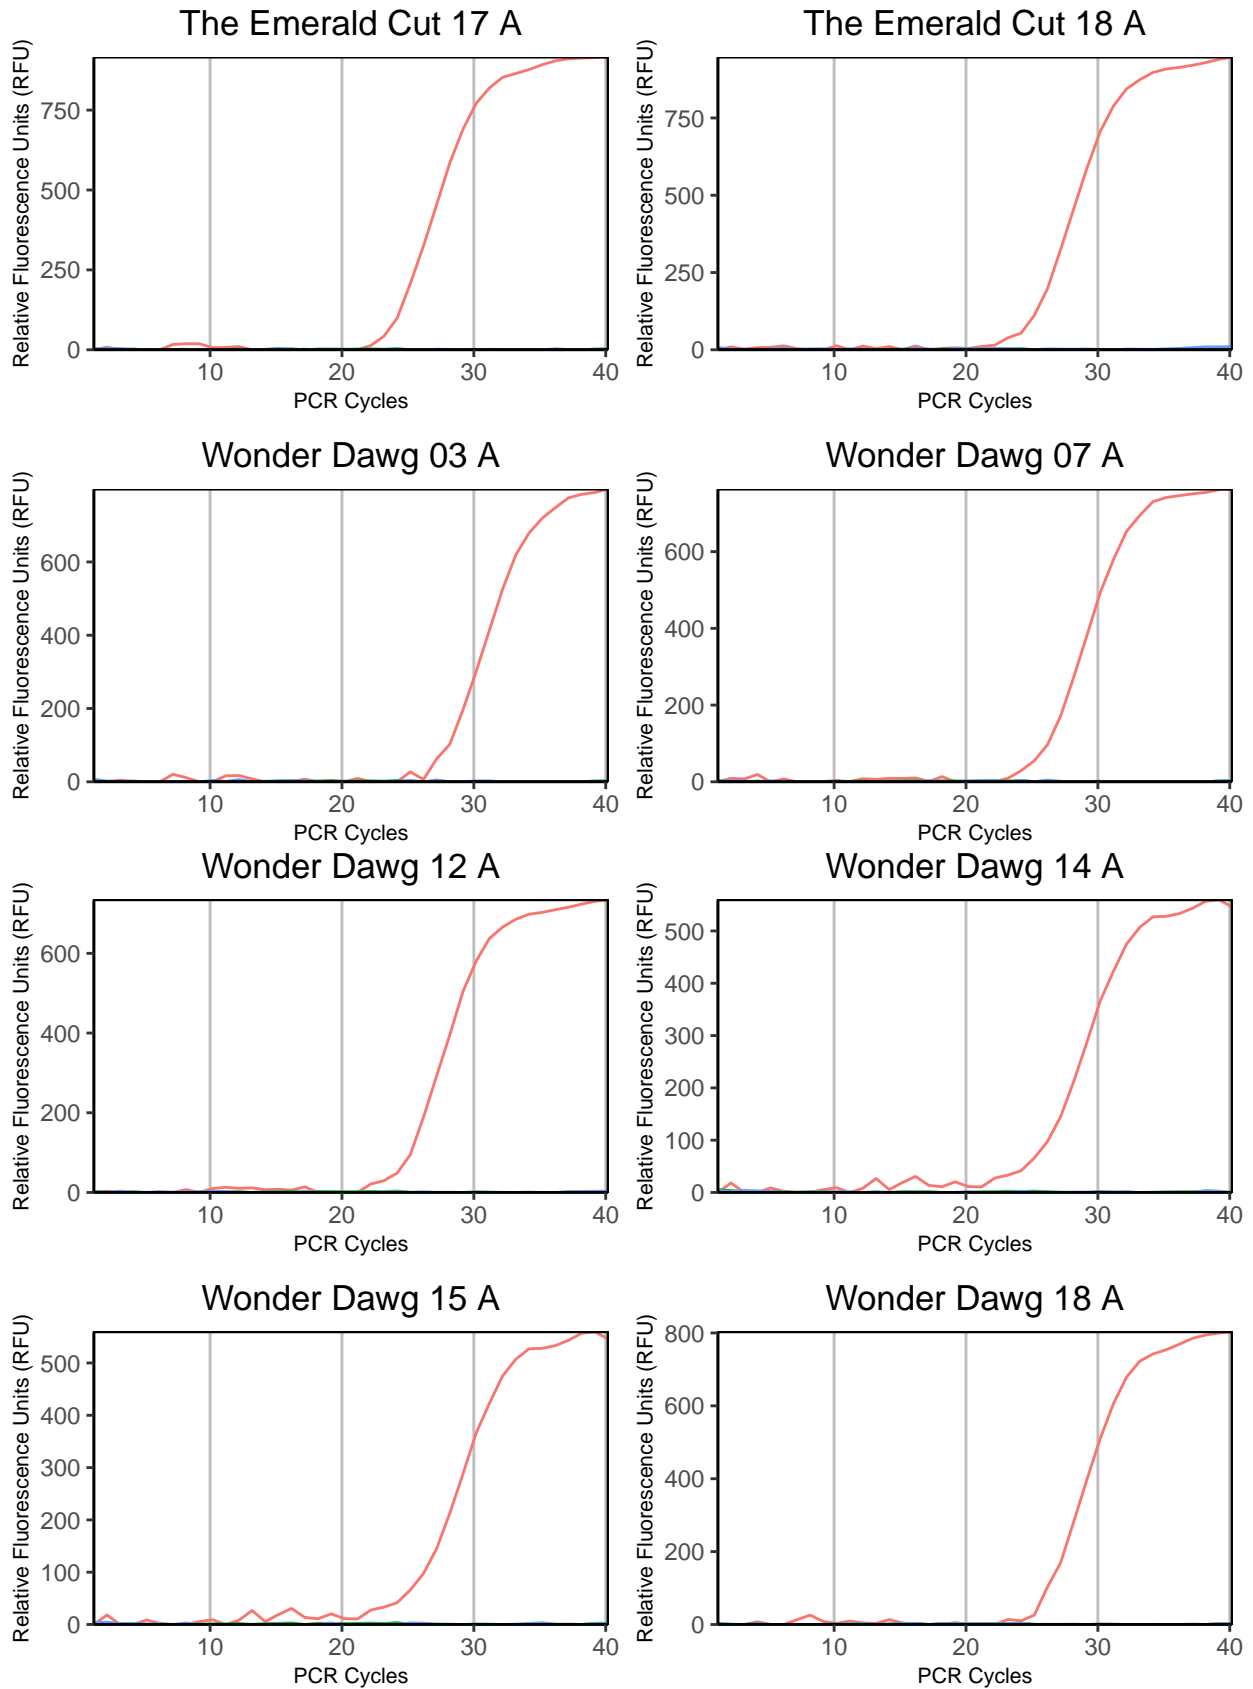 The Emerald Cut 17 A
Relative Fluorescence Units (RFU)
750
500
250
0
10 20 30 40
PCR Cycles
The Emerald Cut 18 A
Relative Fluorescence Units (RFU)
750
500
250
0
10 20 30 40
PCR Cycles
Wonder Dawg 03 A
Relative Fluorescence Units (RFU)
600
400
200
0
10 20 30 40
PCR Cycles
Wonder Dawg 07 A
Relative Fluorescence Units (RFU)
600
400
200
0
10 20 30 40
PCR Cycles
Wonder Dawg 12 A
Relative Fluorescence Units (RFU)
600
400
200
0
10 20 30 40
PCR Cycles
Wonder Dawg 14 A
Relative Fluorescence Units (RFU)
500
400
300
200
100
0
10 20 30 40
PCR Cycles
Wonder Dawg 15 A
Relative Fluorescence Units (RFU)
500
400
300
200
100
0
10 20 30 40
PCR Cycles
Wonder Dawg 18 A
Relative Fluorescence Units (RFU)
800
600
400
200
0
10 20 30 40
PCR Cycles